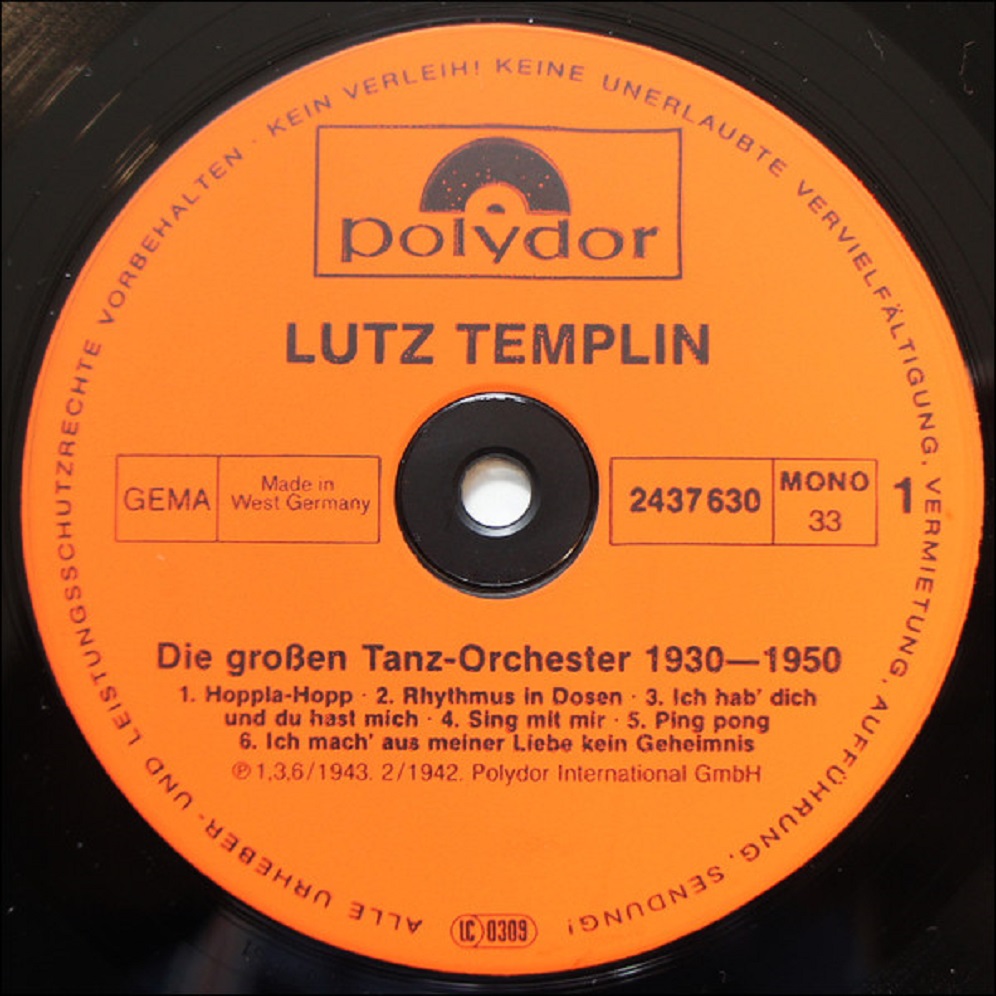 ALLE URHEBER- UND LEISTUNGSSCHUTZRECHTE VORBEHALTEN · KEIN VERLEIH! KEINE UNERLAUBTE VERVIELFÄLTIGUNG, VERMIETUNG, AUFFÜHRUNG, SENDUNG!
polydor
LUTZ TEMPLIN
GEMA
Made in
West Germany
2437630
MONO
33
1
Die großen Tanz-Orchester 1930—1950
1. Hoppla-Hopp · 2. Rhythmus in Dosen · 3. Ich hab' dich
und du hast mich · 4. Sing mit mir · 5. Ping pong
6. Ich mach' aus meiner Liebe kein Geheimnis
℗ 1,3,6/1943. 2/1942. Polydor International GmbH
LC 0309